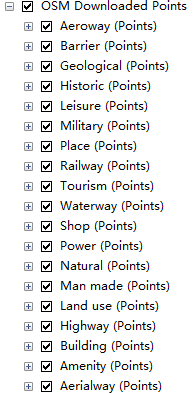 OSM Downloaded Points
Aeroway (Points)
Barrier (Points)
Geological (Points)
Historic (Points)
Leisure (Points)
Military (Points)
Place (Points)
Railway (Points)
Tourism (Points)
Waterway (Points)
Shop (Points)
Power (Points)
Natural (Points)
Man made (Points)
Land use (Points)
Highway (Points)
Building (Points)
Amenity (Points)
Aerialway (Points)